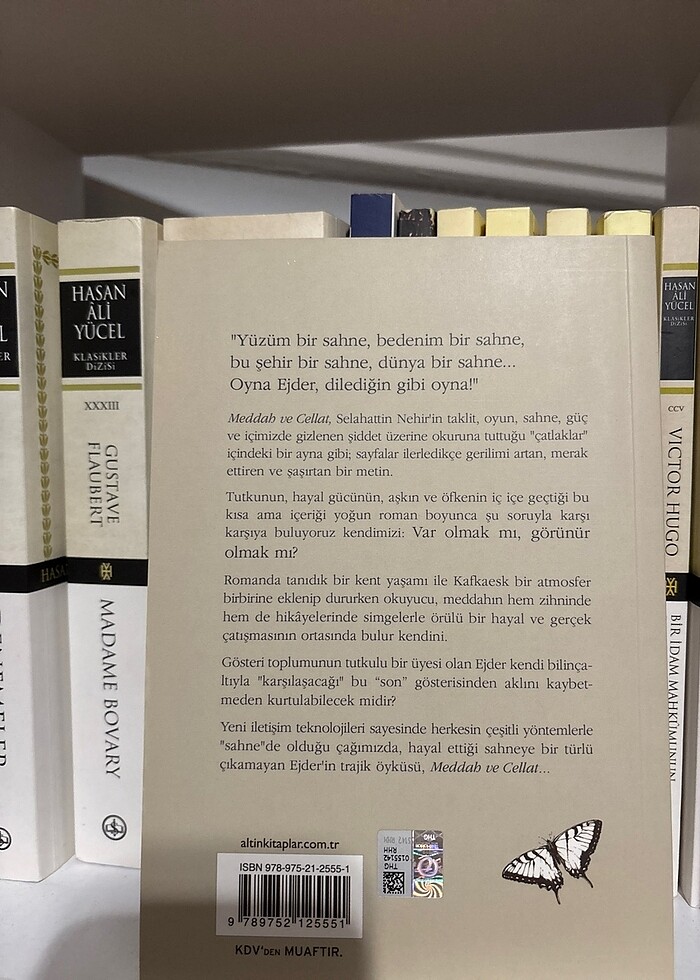 HASAN
ÂLİ
YÜCEL
KLASİKLER
DİZİSİ
XXXIII
GUSTAVE
FLAUBERT
MADAME BOVARY
"Yüzüm bir sahne, bedenim bir sahne,
bu şehir bir sahne, dünya bir sahne...
Oyna Ejder, dilediğin gibi oyna!"
Meddah ve Cellat, Selahattin Nehir'in taklit, oyun, sahne, güç
ve içimizde gizlenen şiddet üzerine okuruna tuttuğu "çatlaklar"
içindeki bir ayna gibi; sayfalar ilerledikçe gerilimi artan, merak
ettiren ve şaşırtan bir metin.
Tutkunun, hayal gücünün, aşkın ve öfkenin iç içe geçtiği bu
kısa ama içeriği yoğun roman boyunca şu soruyla karşı
karşıya buluyoruz kendimizi: Var olmak mı, görünür
olmak mı?
Romanda tanıdık bir kent yaşamı ile Kafkaesk bir atmosfer
birbirine eklenip dururken okuyucu, meddahın hem zihninde
hem de hikâyelerinde simgelerle örülü bir hayal ve gerçek
çatışmasının ortasında bulur kendini.
Gösteri toplumunun tutkulu bir üyesi olan Ejder kendi bilinça-
ltıyla "karşılaşacağı" bu “son” gösterisinden aklını kaybet-
meden kurtulabilecek midir?
Yeni iletişim teknolojileri sayesinde herkesin çeşitli yöntemlerle
"sahne"de olduğu çağımızda, hayal ettiği sahneye bir türlü
çıkamayan Ejder'in trajik öyküsü, Meddah ve Cellat...
altinkitaplar.com.tr
ISBN 978-975-21-2555-1
9 789752 125551
KDV'DEN MUAFTIR.
THG
0155142
RHH
HASAN
ÂLİ
YÜCEL
KLASİKLER
DİZİSİ
CCV
VICTOR HUGO
BİR İDAM MAHKÛMUNUN